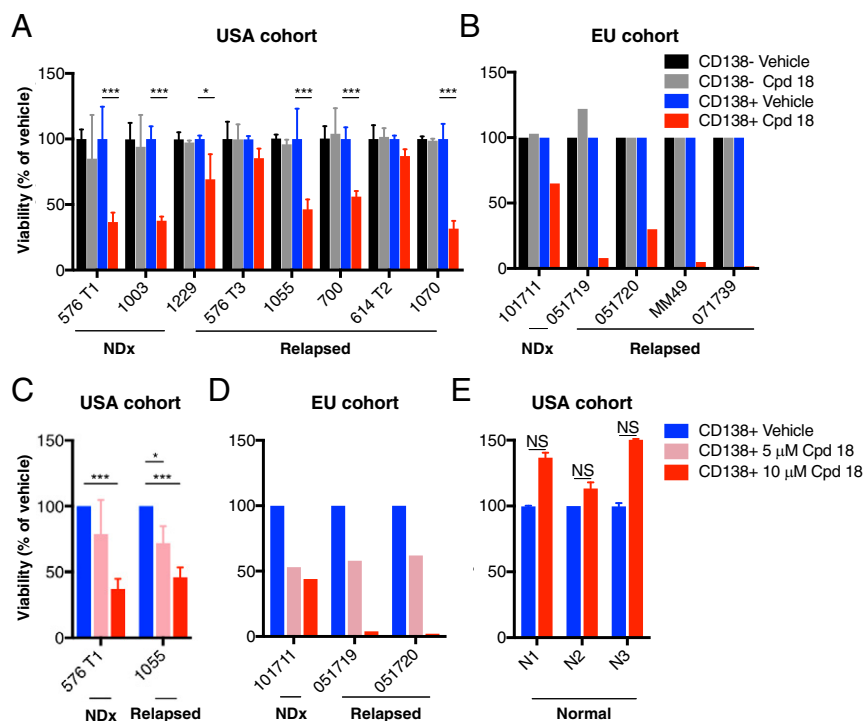 A
USA cohort
Viability (% of vehicle)
150
100
50
0
*** *** * *** *** ***
576 T1 1003 1229 576 T3 1055 700 614 T2 1070
NDx Relapsed
B
EU cohort
CD138- Vehicle
CD138- Cpd 18
CD138+ Vehicle
CD138+ Cpd 18
150
100
50
0
101711 051719 051720 MM49 071739
NDx Relapsed
C
USA cohort
Viability (% of vehicle)
150
100
50
0
*
*** ***
576 T1 1055
NDx Relapsed
D
EU cohort
150
100
50
0
101711 051719 051720
NDx Relapsed
E
USA cohort
CD138+ Vehicle
CD138+ 5 μM Cpd 18
CD138+ 10 μM Cpd 18
150
100
50
0
NS NS NS
N1 N2 N3
Normal